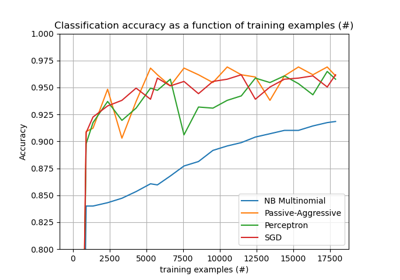 Classification accuracy as a function of training examples (#)
1.000
0.975
0.950
0.925
0.900
0.875
0.850
0.825
0.800
Accuracy
NB Multinomial
Passive-Aggressive
Perceptron
SGD
0 2500 5000 7500 10000 12500 15000 17500
training examples (#)